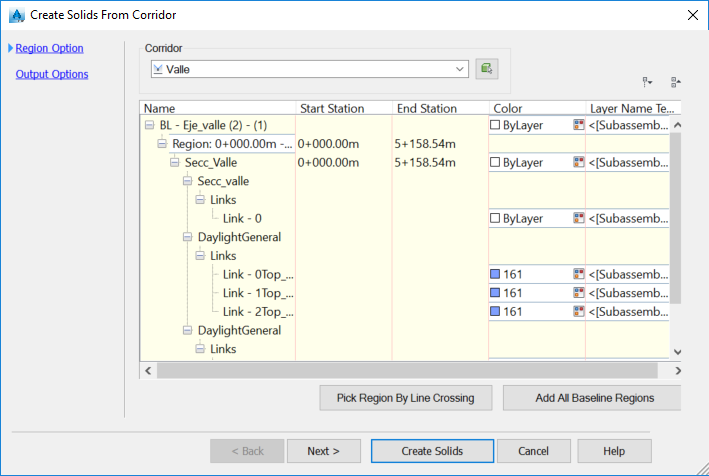 Create Solids From Corridor
Region Option
Output Options
Corridor
Valle
Name Start Station End Station Color Layer Name Te...
BL - Eje_valle (2) - (1) ByLayer <[Subassemb...
Region: 0+000.00m -... 0+000.00m 5+158.54m
Secc_Valle 0+000.00m 5+158.54m ByLayer <[Subassemb...
Secc_valle
Links
Link - 0 ByLayer <[Subassemb...
DaylightGeneral
Links
Link - 0Top_... 161 <[Subassemb...
Link - 1Top_... 161 <[Subassemb...
Link - 2Top_... 161 <[Subassemb...
DaylightGeneral
Links
Pick Region By Line Crossing Add All Baseline Regions
< Back Next > Create Solids Cancel Help